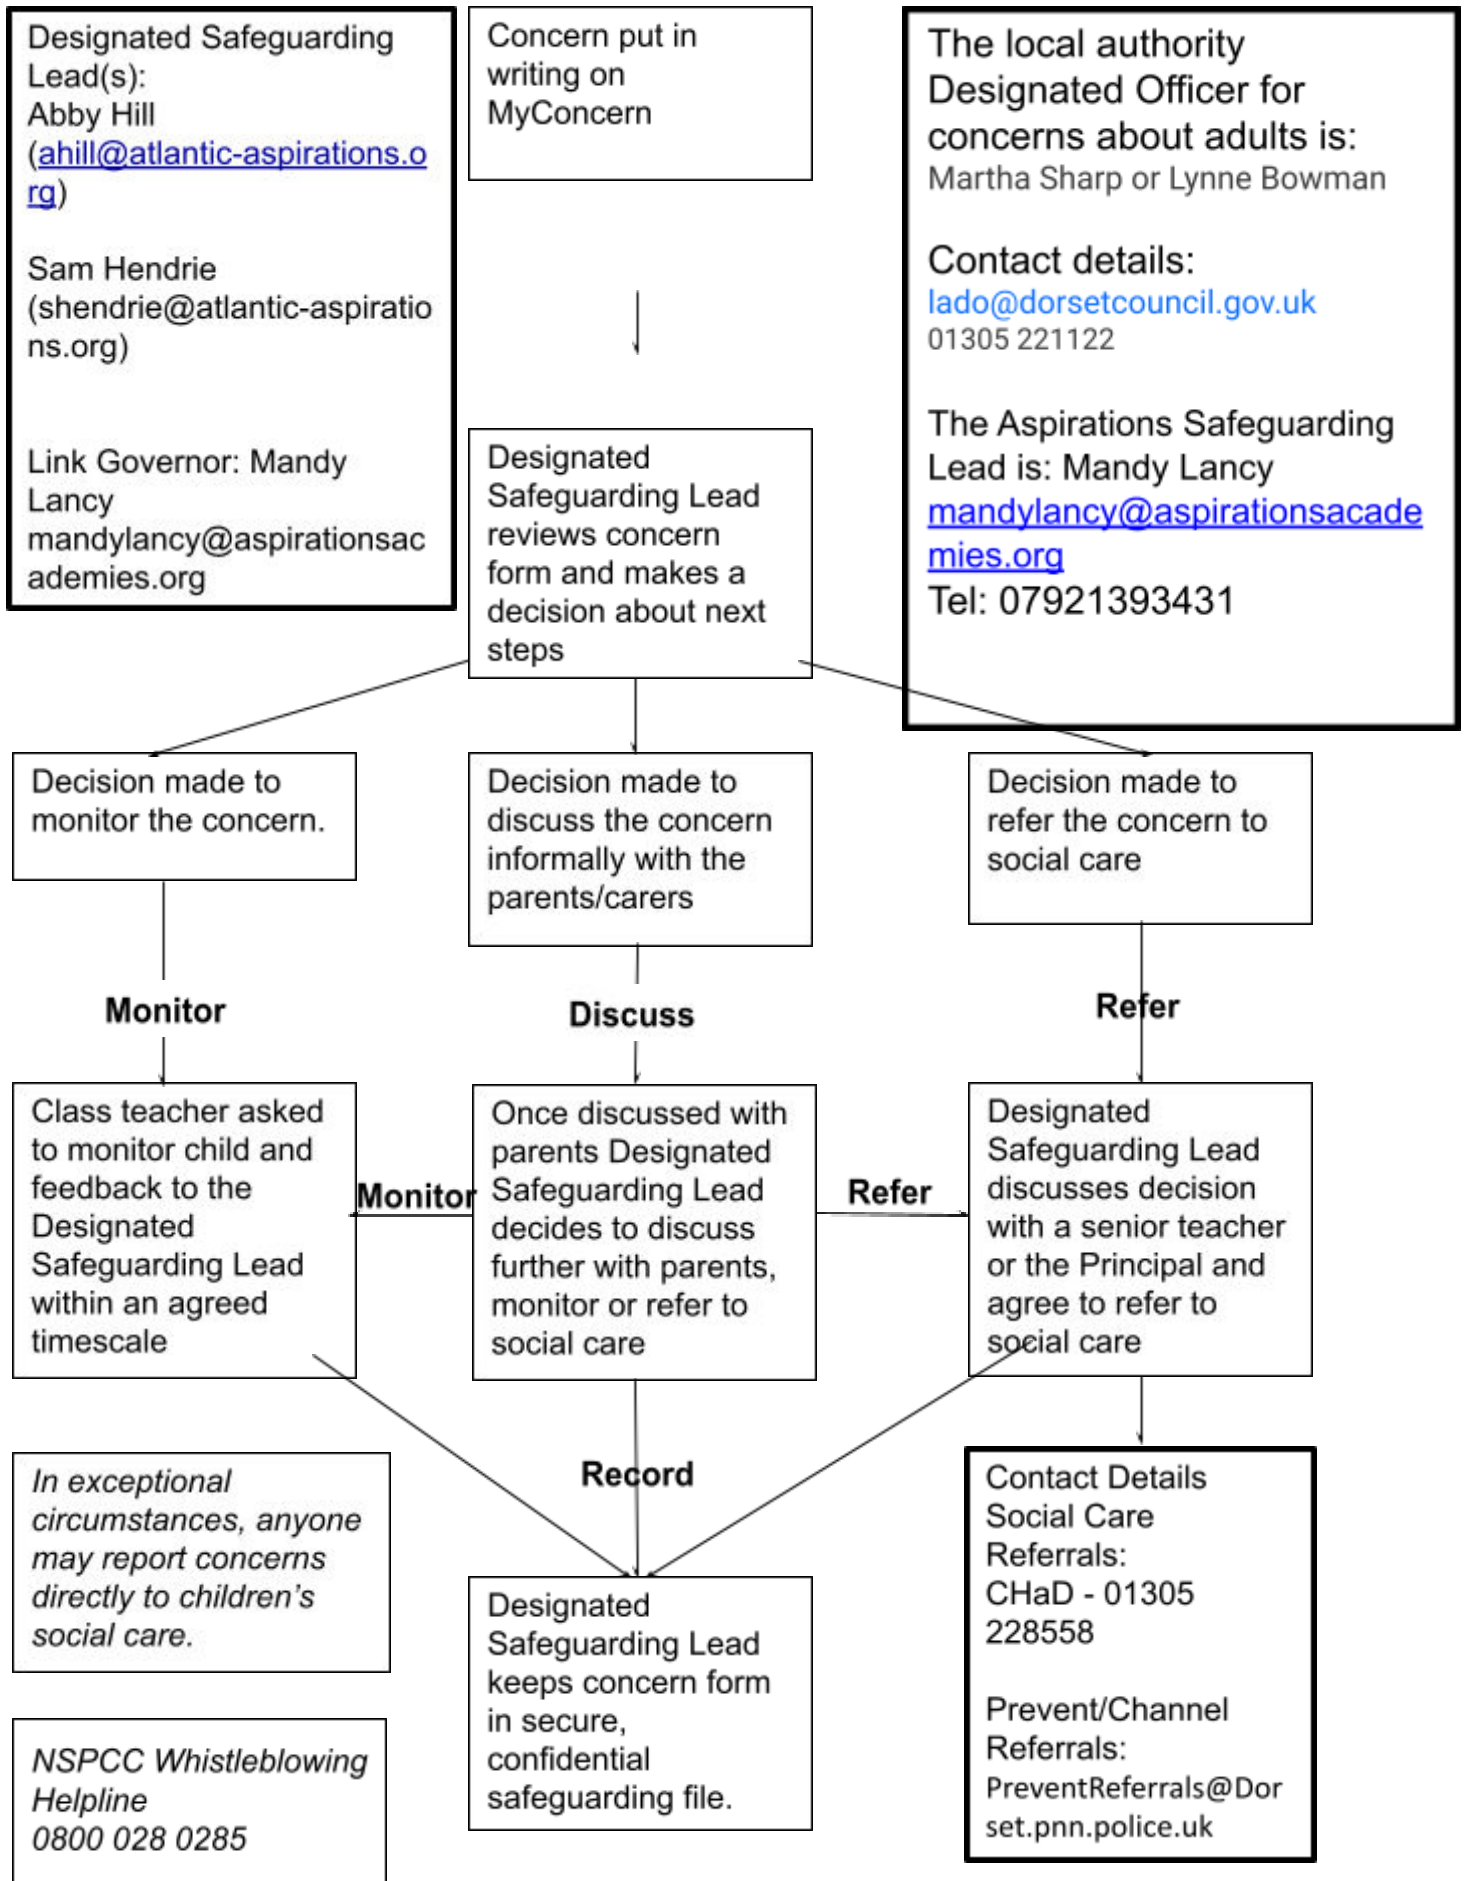 Designated Safeguarding
Lead(s):
Abby Hill
(ahill@atlantic-aspirations.o
rg)
Sam Hendrie
(shendrie@atlantic-aspiratio
ns.org)
Link Governor: Mandy
Lancy
mandylancy@aspirationsac
ademies.org
Concern put in
writing on
MyConcern
The local authority
Designated Officer for
concerns about adults is:
Martha Sharp or Lynne Bowman
Contact details:
lado@dorsetcouncil.gov.uk
01305 221122
The Aspirations Safeguarding
Lead is: Mandy Lancy
mandylancy@aspirationsacade
mies.org
Tel: 07921393431
Designated
Safeguarding Lead
reviews concern
form and makes a
decision about next
steps
Decision made to
monitor the concern.
Decision made to
discuss the concern
informally with the
parents/carers
Decision made to
refer the concern to
social care
Monitor
Discuss
Refer
Class teacher asked
to monitor child and
feedback to the
Designated
Safeguarding Lead
within an agreed
timescale
Monitor
Once discussed with
parents Designated
Safeguarding Lead
decides to discuss
further with parents,
monitor or refer to
social care
Refer
Designated
Safeguarding Lead
discusses decision
with a senior teacher
or the Principal and
agree to refer to
social care
In exceptional
circumstances, anyone
may report concerns
directly to children's
social care.
Record
Contact Details
Social Care
Referrals:
CHaD - 01305
228558
Prevent/Channel
Referrals:
PreventReferrals@Dor
set.pnn.police.uk
Designated
Safeguarding Lead
keeps concern form
in secure,
confidential
safeguarding file.
NSPCC Whistleblowing
Helpline
0800 028 0285